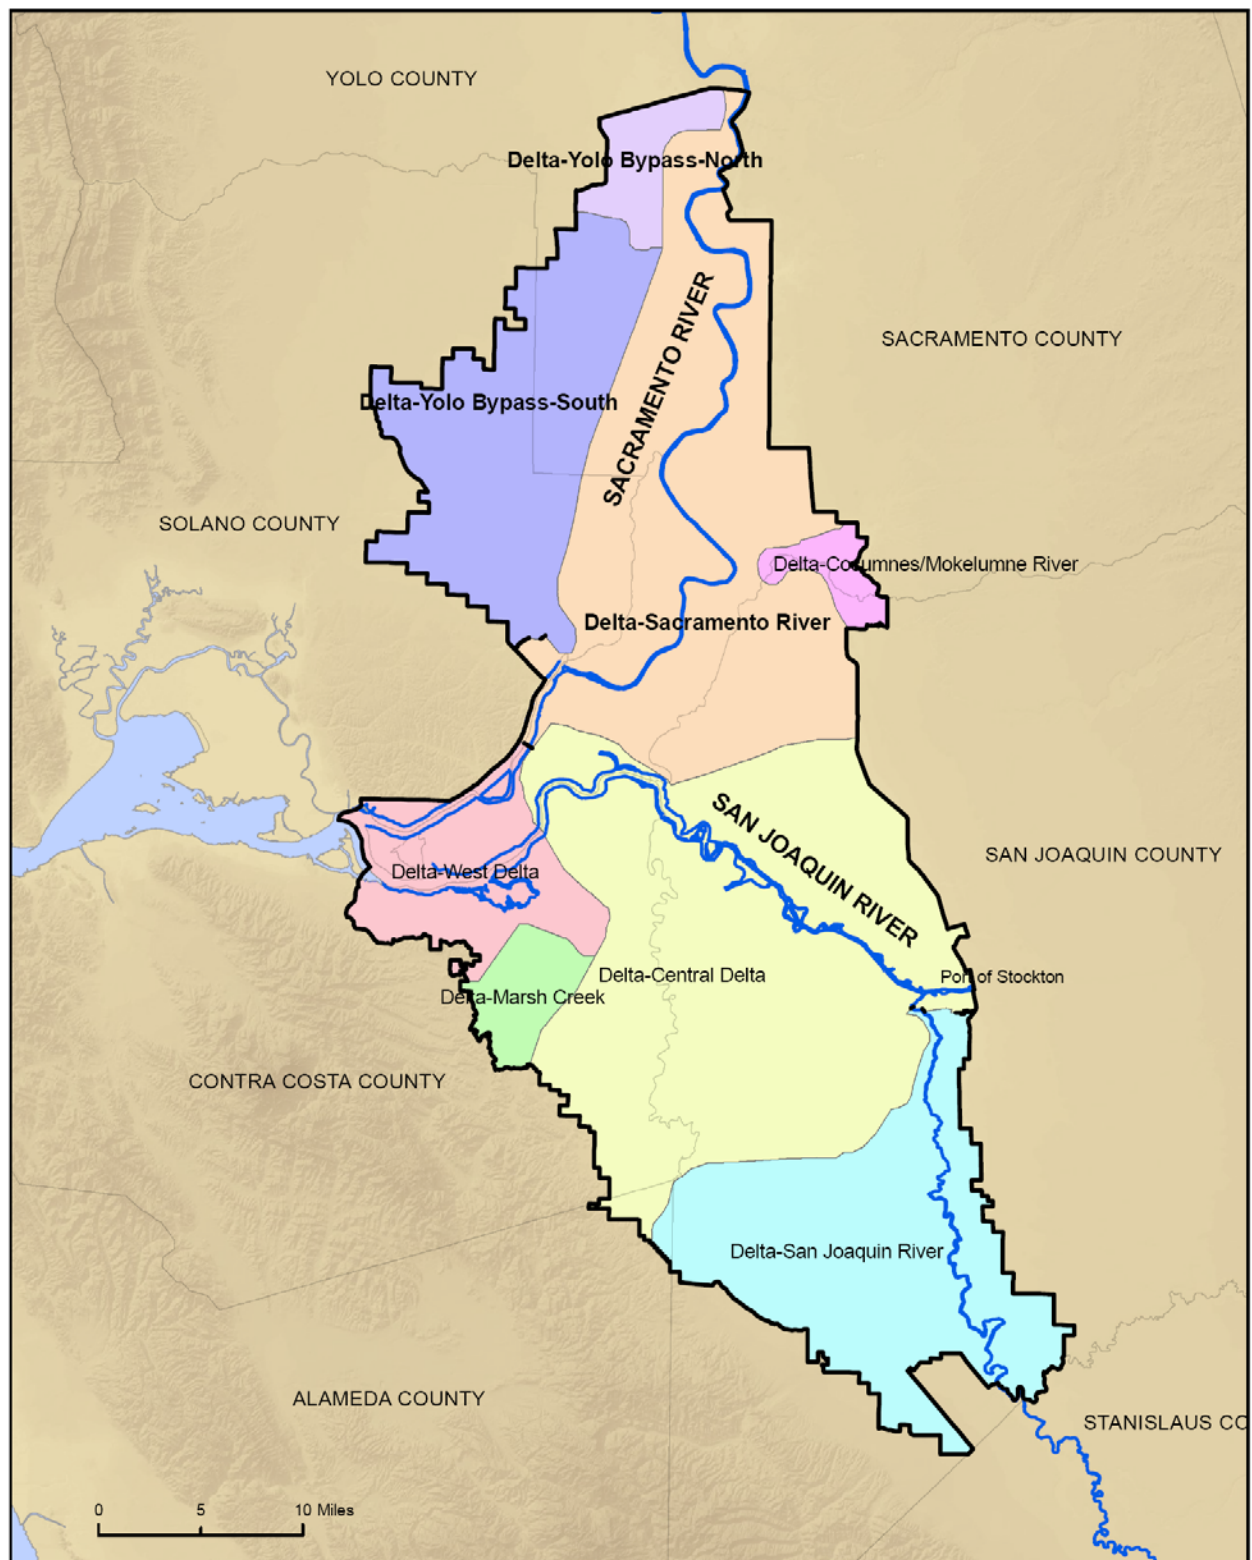 YOLO COUNTY
Delta-Yolo Bypass-North
SACRAMENTO RIVER
SACRAMENTO COUNTY
Delta-Yolo Bypass-South
SOLANO COUNTY
Delta-Cosumnes/Mokelumne River
Delta-Sacramento River
SAN JOAQUIN RIVER
SAN JOAQUIN COUNTY
Delta-West Delta
Delta-Central Delta
Port of Stockton
Delta-Marsh Creek
CONTRA COSTA COUNTY
Delta-San Joaquin River
ALAMEDA COUNTY
STANISLAUS CO
0 5 10 Miles